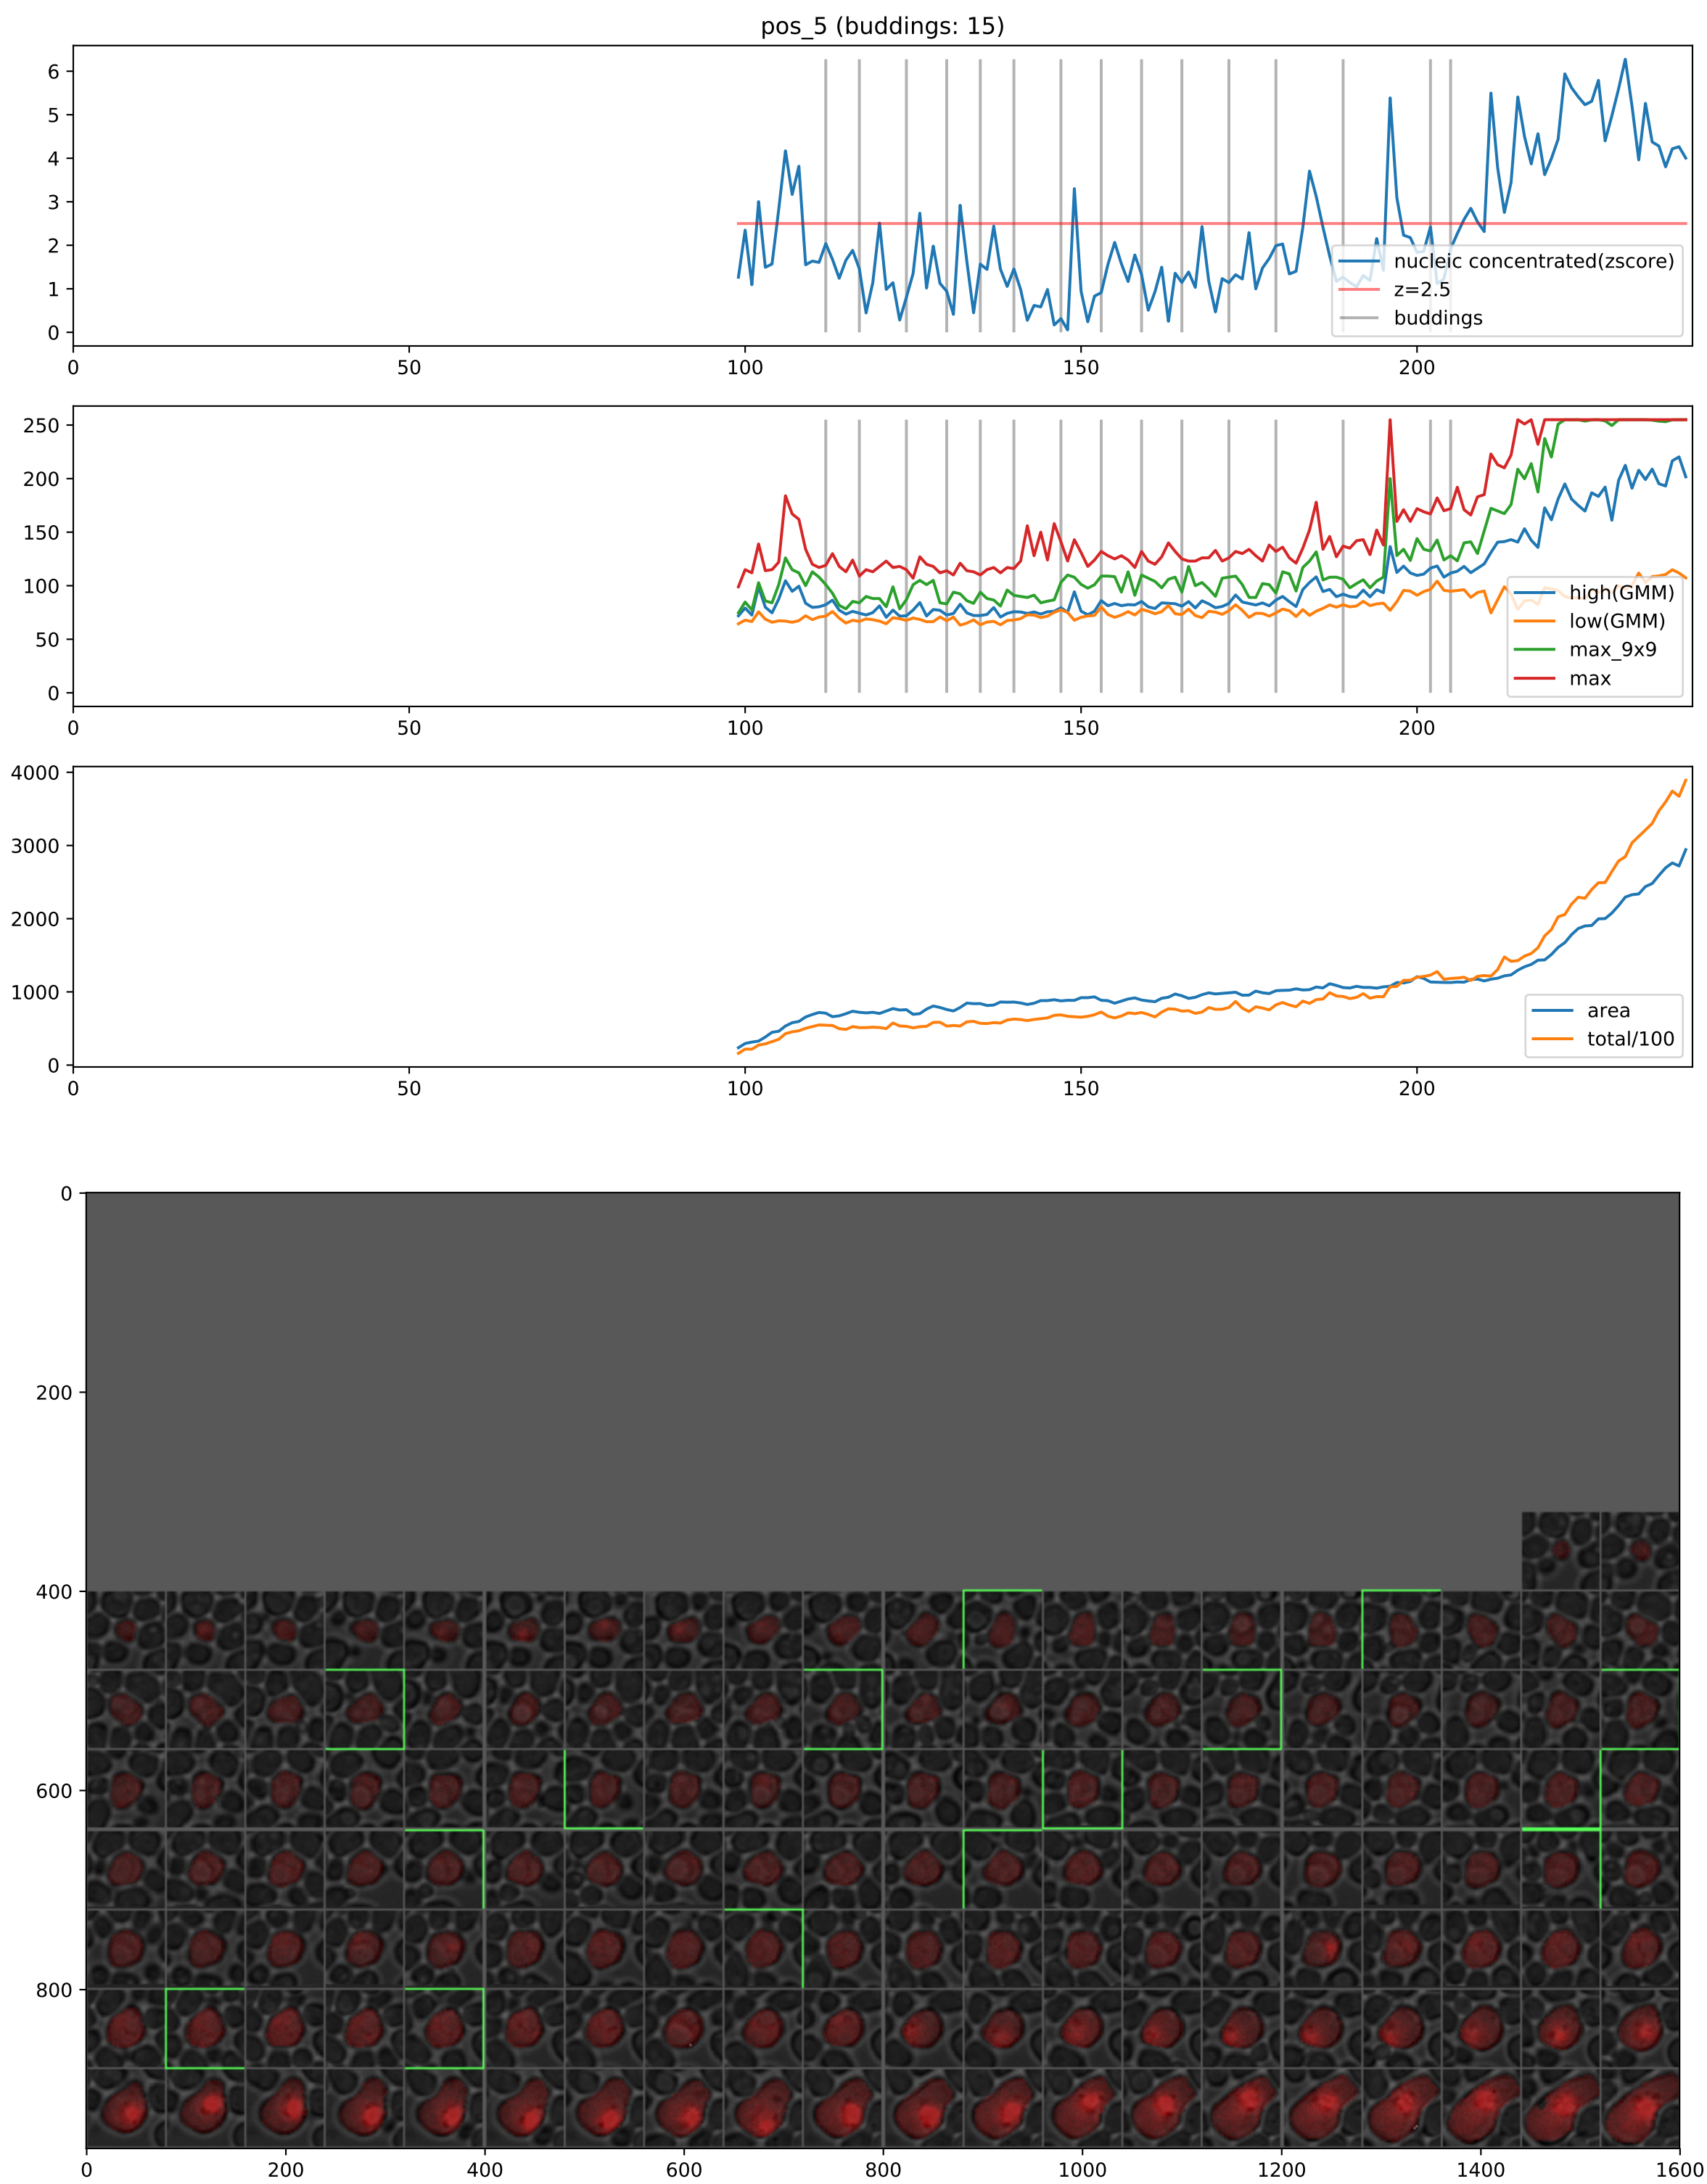 pos_5 (buddings: 15)
6
5
4
3
2
1
0
nucleic concentrated(zscore)
z=2.5
buddings
0 50 100 150 200
250
200
150
100
50
0
high(GMM)
low(GMM)
max_9x9
max
0 50 100 150 200
4000
3000
2000
1000
0
area
total/100
0 50 100 150 200
0
200
400
600
800
0 200 400 600 800 1000 1200 1400 1600